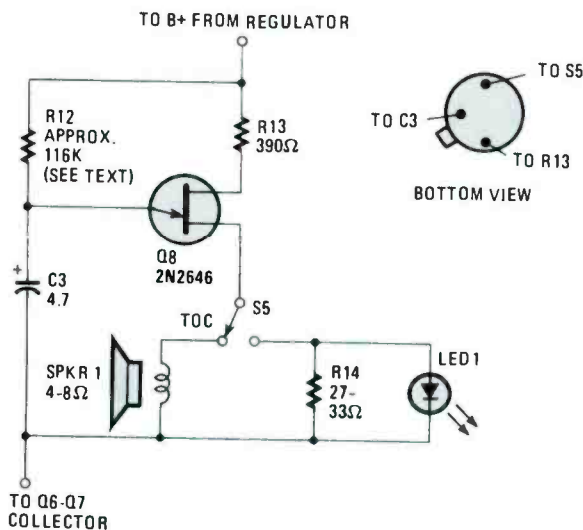 TO B+ FROM REGULATOR
R12
APPROX.
116K
(SEE TEXT)
R13
390Ω
Q8
2N2646
+
C3
4.7
S5
TOC
SPKR 1
4-8Ω
R14
27-
33Ω
LED1
TO Q6-Q7
COLLECTOR
TO S5
TO C3
TO R13
BOTTOM VIEW